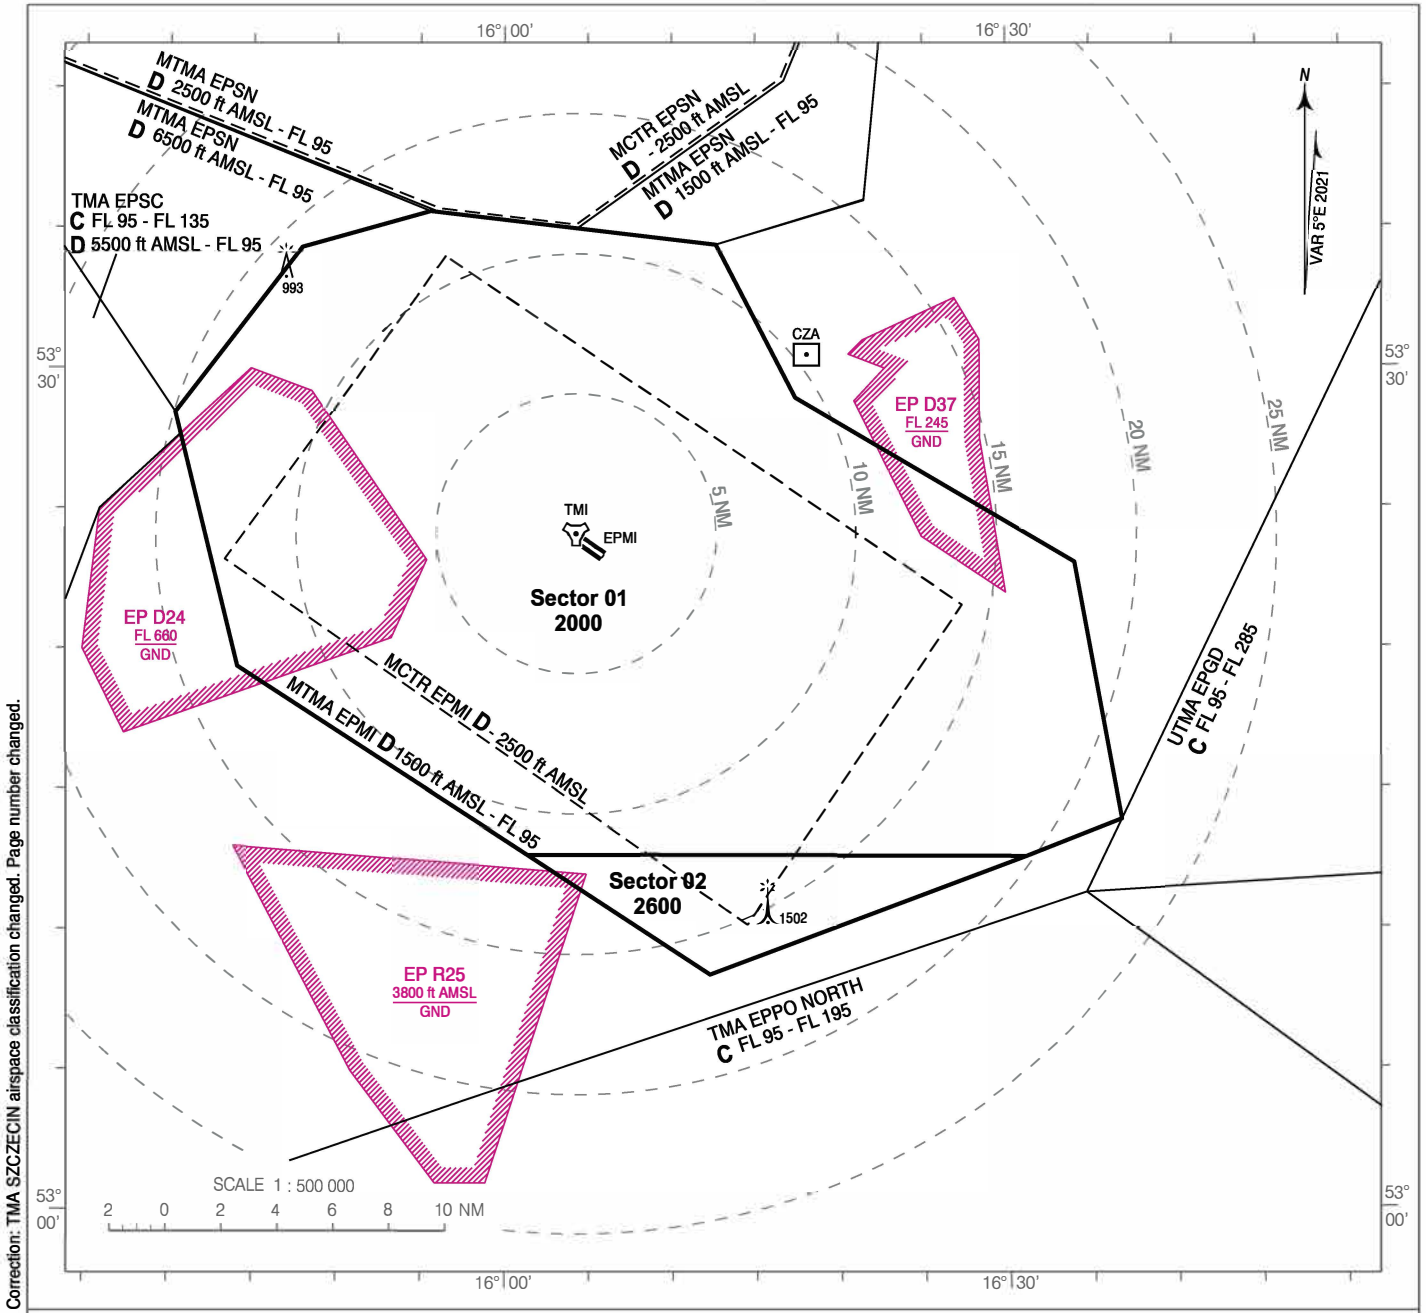 16° 00'
16° 30'
MTMA EPSN
D 2500 ft AMSL - FL 95
MTMA EPSN
D 6500 ft AMSL - FL 95
MCTR EPSN
D - 2500 ft AMSL
MTMA EPSN
D 1500 ft AMSL - FL 95
N
VAR 5°E 2021
TMA EPSC
C FL 95 - FL 135
D 5500 ft AMSL - FL 95
993
53°
30'
CZA
53°
30'
EP D37
FL 245
GND
5 NM
10 NM
15 NM
20 NM
25 NM
TMI
EPMI
Sector 01
2000
EP D24
FL 660
GND
MCTR EPMI D - 2500 ft AMSL
MTMA EPMI D 1500 ft AMSL - FL 95
UTMA EPGD
C FL 95 - FL 285
Sector 02
2600
1502
EP R25
3800 ft AMSL
GND
TMA EPPO NORTH
C FL 95 - FL 195
SCALE 1 : 500 000
2 0 2 4 6 8 10 NM
53°
00'
53°
00'
16° 00'
16° 30'
Correction: TMA SZCZECIN airspace classification changed. Page number changed.